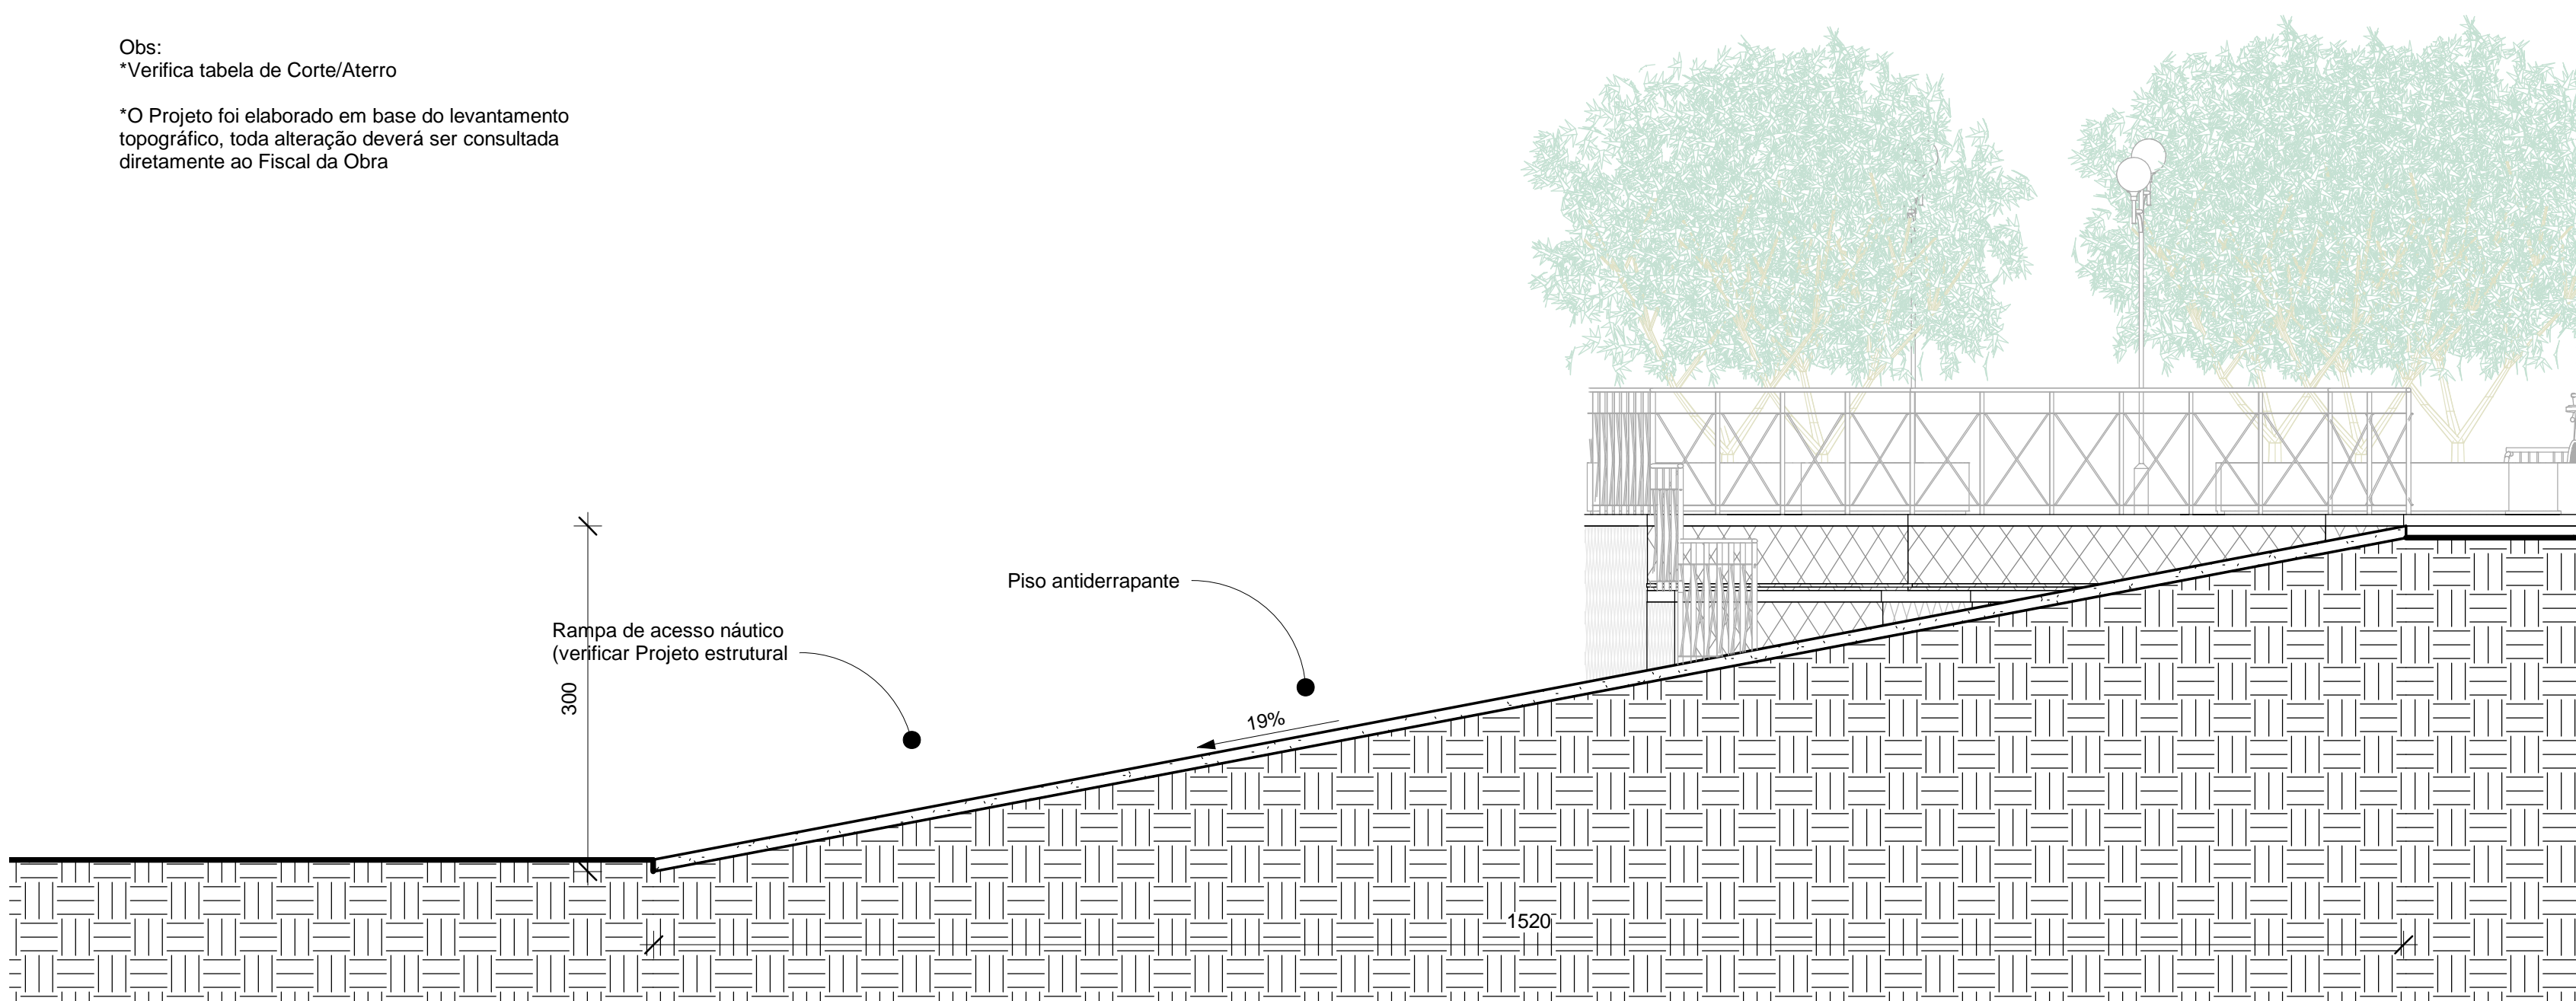 Obs:
*Verifica tabela de Corte/Aterro
*O Projeto foi elaborado em base do levantamento
topográfico, toda alteração deverá ser consultada
diretamente ao Fiscal da Obra
Piso antiderrapante
Rampa de acesso náutico
(verificar Projeto estrutural
300
19%
1520